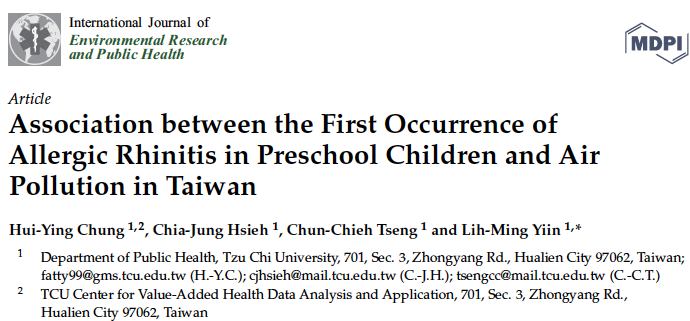 International Journal of
Environmental Research
and Public Health
MDPI
Article
Association between the First Occurrence of
Allergic Rhinitis in Preschool Children and Air
Pollution in Taiwan
Hui-Ying Chung 1,2, Chia-Jung Hsieh 1, Chun-Chieh Tseng 1 and Lih-Ming Yiin 1,*
1 Department of Public Health, Tzu Chi University, 701, Sec. 3, Zhongyang Rd., Hualien City 97062, Taiwan;
fatty99@gms.tcu.edu.tw (H.-Y.C.); cjhsieh@mail.tcu.edu.tw (C.-J.H.); tsengcc@mail.tcu.edu.tw (C.-C.T.)
2 TCU Center for Value-Added Health Data Analysis and Application, 701, Sec. 3, Zhongyang Rd.,
Hualien City 97062, Taiwan